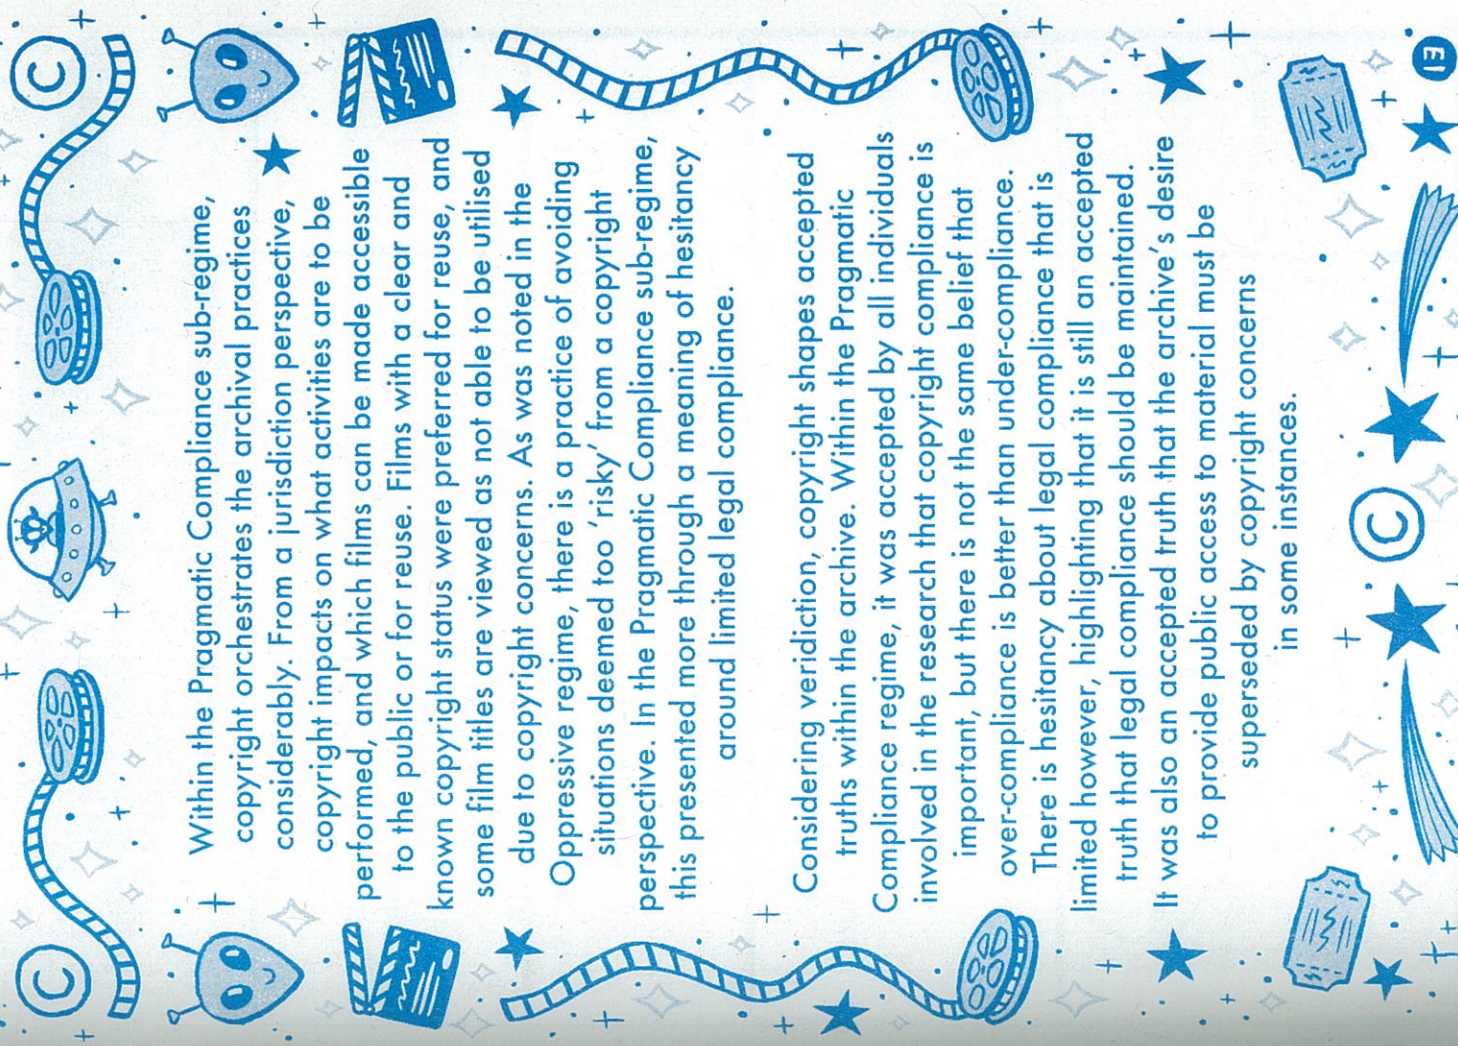 Within the Pragmatic Compliance sub-regime,
copyright orchestrates the archival practices
considerably. From a jurisdiction perspective,
copyright impacts on what activities are to be
performed, and which films can be made accessible
to the public or for reuse. Films with a clear and
known copyright status were preferred for reuse, and
some film titles are viewed as not able to be utilised
due to copyright concerns. As was noted in the
Oppressive regime, there is a practice of avoiding
situations deemed too 'risky' from a copyright
perspective. In the Pragmatic Compliance sub-regime,
this presented more through a meaning of hesitancy
around limited legal compliance.
Considering veridiction, copyright shapes accepted
truths within the archive. Within the Pragmatic
Compliance regime, it was accepted by all individuals
involved in the research that copyright compliance is
important, but there is not the same belief that
over-compliance is better than under-compliance.
There is hesitancy about legal compliance that is
limited however, highlighting that it is still an accepted
truth that legal compliance should be maintained.
It was also an accepted truth that the archive's desire
to provide public access to material must be
superseded by copyright concerns
in some instances.
©
©
©